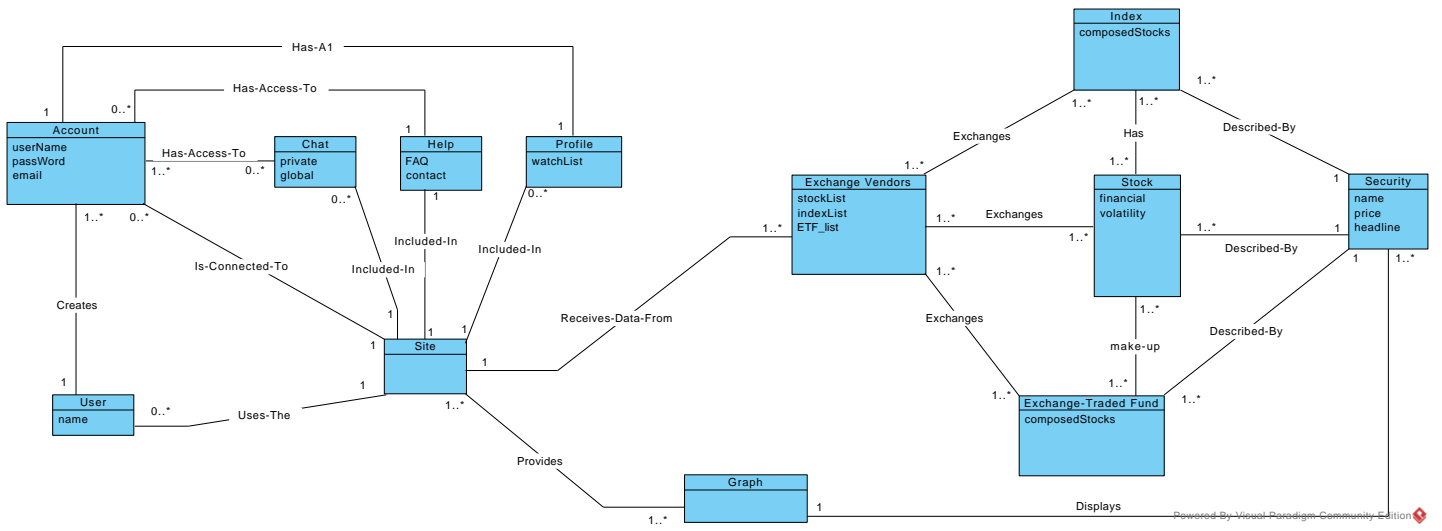 Index
composedStocks
Has-A1
1..*
1..*
1..*
Has-Access-To
1
0..*
1
1
Account
userName
passWord
email
Has-Access-To
1..*
0..*
Chat
private
global
Help
FAQ
contact
Profile
watchList
Exchanges
Has
Described-By
1..*
1..*
1
Exchange Vendors
stockList
indexList
ETF_list
Stock
financial
volatility
Security
name
price
headline
1..*
0..*
0..*
1
0..*
1..*
Exchanges
1..*
1..*
1
Described-By
1..*
Included-In
Included-In
Included-In
Is-Connected-To
1..*
1..*
1
1..*
Creates
Receives-Data-From
Exchanges
make-up
Described-By
1
1
1
1
Site
1
1
1
1..*
User
name
0..*
Uses-The
1..*
1..*
1..*
Exchange-Traded Fund
composedStocks
Provides
Graph
1..*
1
Displays
Powered By Visual Paradigm Community Edition